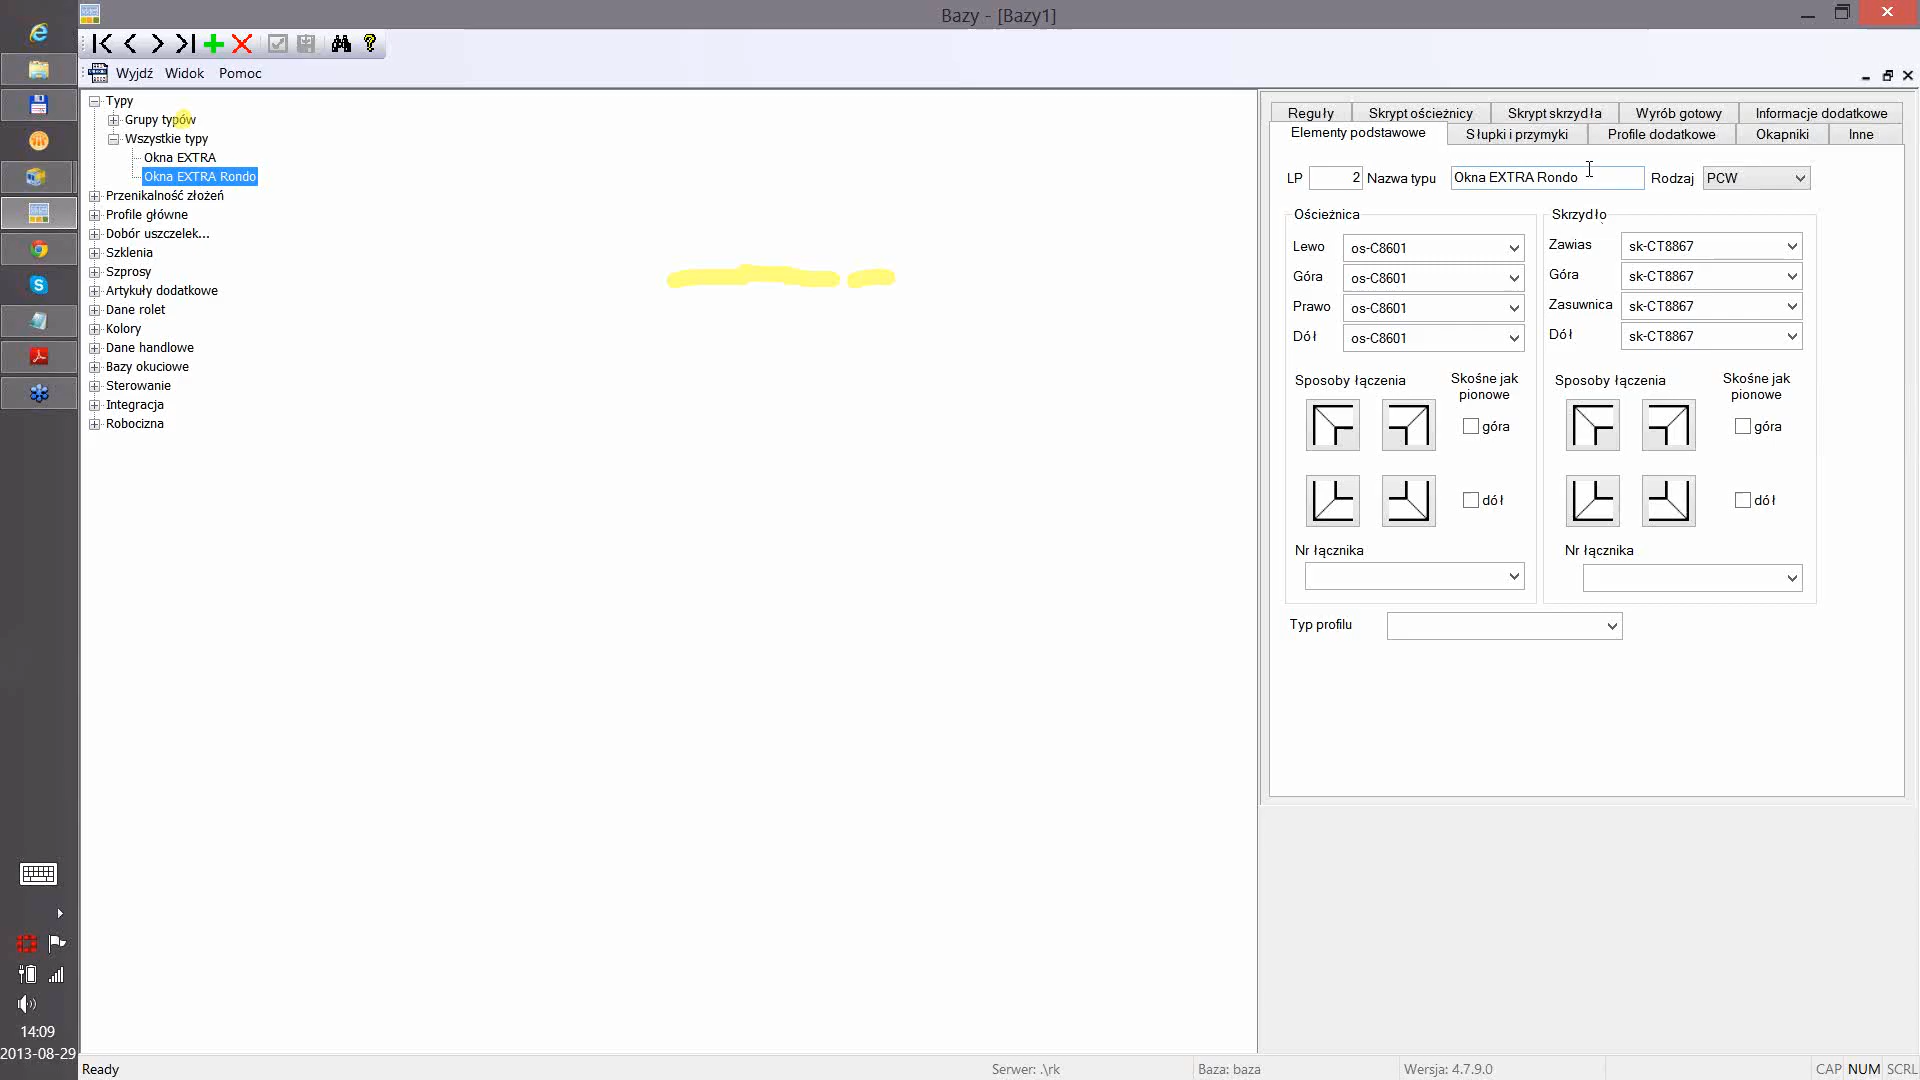 Bazy - [Bazy1]
Wyjdź Widok Pomoc
Typy
Grupy typów
Wszystkie typy
Okna EXTRA
Okna EXTRA Rondo
Przenikalność złożeń
Profile główne
Dobór uszczelek...
Szklenia
Szprosy
Artykuły dodatkowe
Dane rolet
Kolory
Dane handlowe
Bazy okuciowe
Sterowanie
Integracja
Robocizna
Reguły Skrypt ościeżnicy Skrypt skrzydła Wyrób gotowy Informacje dodatkowe
Elementy podstawowe Słupki i przymyki Profile dodatkowe Okapniki Inne
LP 2 Nazwa typu Okna EXTRA Rondo Rodzaj PCW
Ościeżnica Skrzydło
Lewo os-C8601 Zawias sk-CT8867
Góra os-C8601 Góra sk-CT8867
Prawo os-C8601 Zasuwnica sk-CT8867
Dół os-C8601 Dół sk-CT8867
Sposoby łączenia Skośne jak pionowe Sposoby łączenia Skośne jak pionowe
góra góra
dół dół
Nr łącznika Nr łącznika
Typ profilu
14:09
2013-08-29
Ready Serwer: .\rk Baza: baza Wersja: 4.7.9.0 CAP NUM SCRL